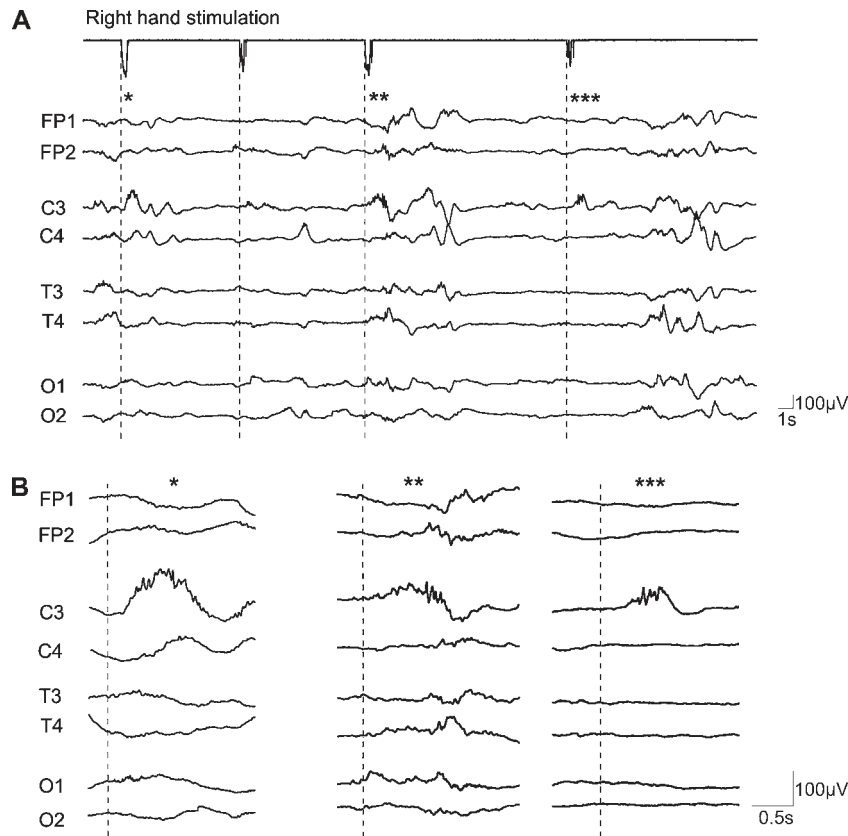 A
Right hand stimulation
* ** ***
FP1
FP2
C3
C4
T3
T4
O1
O2
100µV
1s
B
* ** ***
FP1
FP2
C3
C4
T3
T4
O1
O2
100µV
0.5s